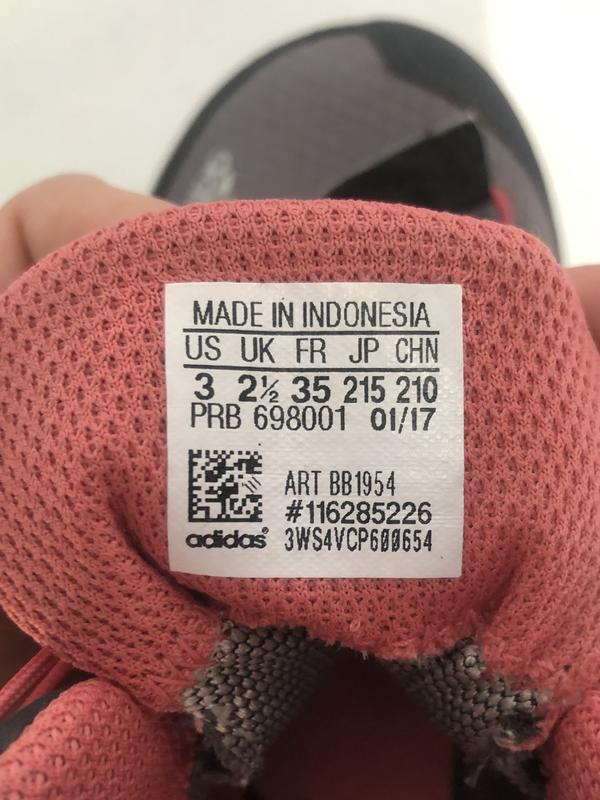 MADE IN INDONESIA
US UK FR JP CHN
3 2½ 35 215 210
PRB 698001 01/17
ART BB1954
#116285226
adidas 3WS4VCP600654